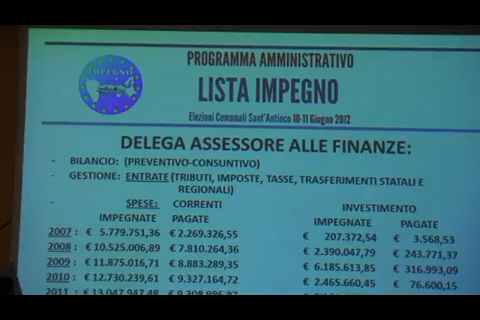 IMPEGNO
PROGRAMMA AMMINISTRATIVO
LISTA IMPEGNO
Elezioni Comunali Sant'Antioco 10-11 Giugno 2012
DELEGA ASSESSORE ALLE FINANZE:
- BILANCIO: (PREVENTIVO-CONSUNTIVO)
- GESTIONE: ENTRATE (TRIBUTI, IMPOSTE, TASSE, TRASFERIMENTI STATALI E
REGIONALI)
- SPESE: CORRENTI INVESTIMENTO
IMPEGNATE PAGATE IMPEGNATE PAGATE
2007 : € 5.779.751,36 € 2.269.326,55 € 207.372,54 € 3.568,53
2008 : € 10.525.006,89 € 7.810.264,36 € 2.390.047,79 € 243.771,37
2009 : € 11.875.016,71 € 8.883.289,35 € 6.185.613,85 € 316.993,09
2010 : € 12.730.239,61 € 9.327.164,72 € 2.465.660,45 € 76.600,15
2011 : € 13.047.947,48